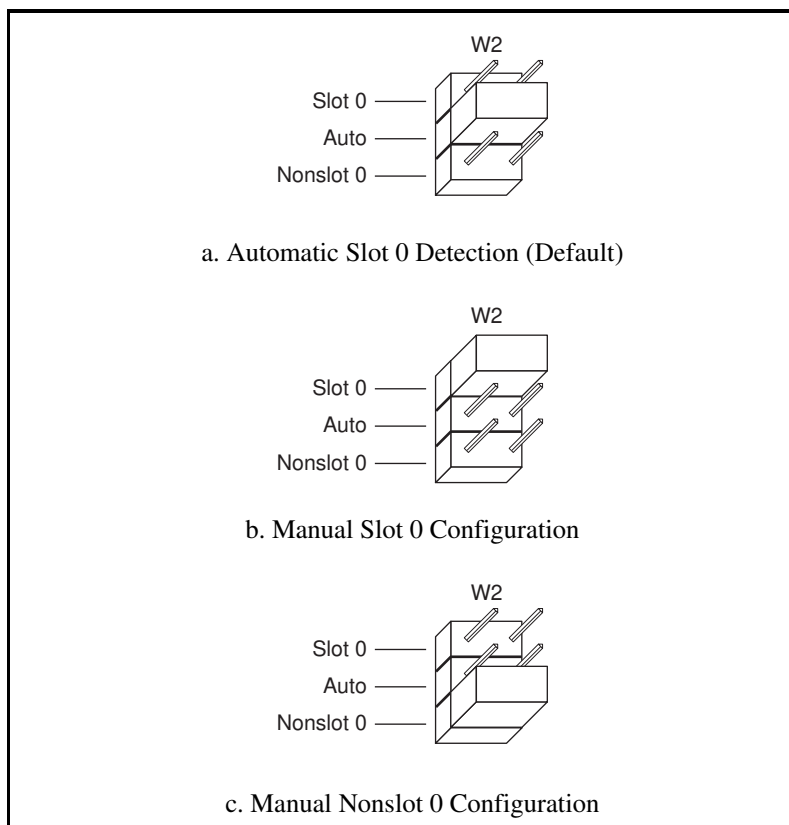 W2
Slot 0
Auto
Nonslot 0
a. Automatic Slot 0 Detection (Default)
W2
Slot 0
Auto
Nonslot 0
b. Manual Slot 0 Configuration
W2
Slot 0
Auto
Nonslot 0
c. Manual Nonslot 0 Configuration